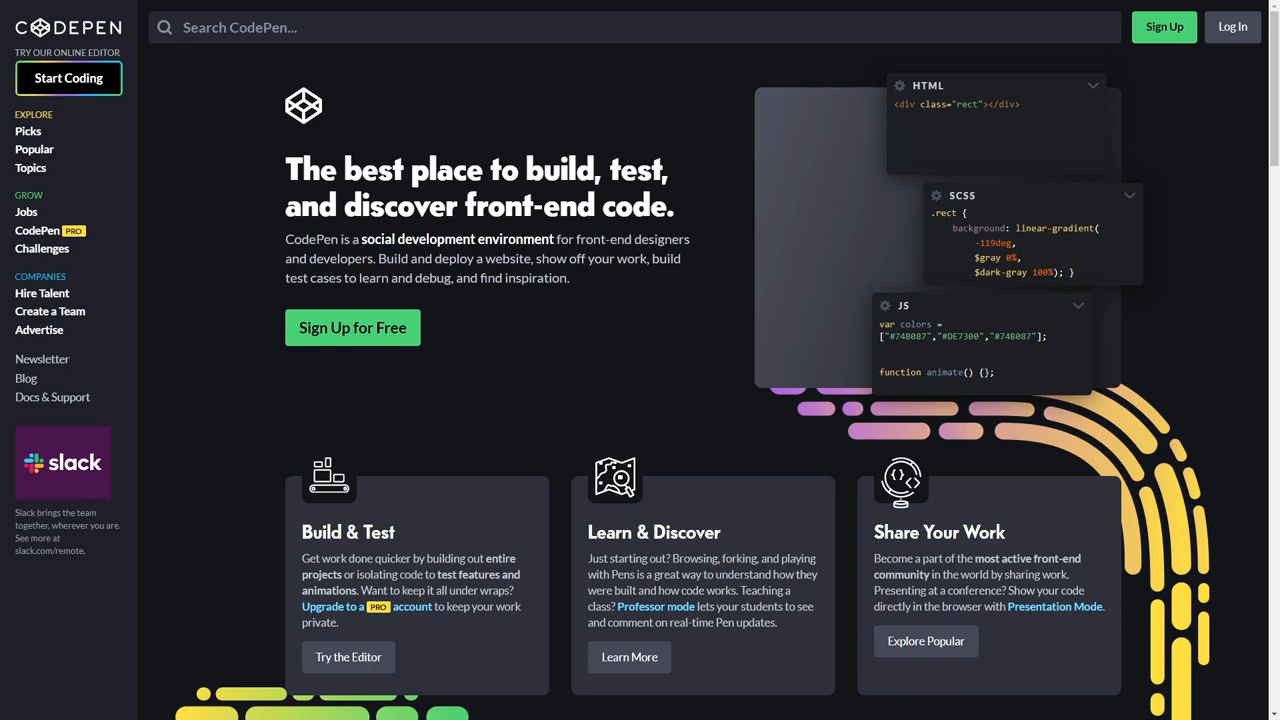 CODEPEN
TRY OUR ONLINE EDITOR
Start Coding
EXPLORE
Picks
Popular
Topics
GROW
Jobs
CodePen PRO
Challenges
COMPANIES
Hire Talent
Create a Team
Advertise
Newsletter
Blog
Docs & Support
slack
Slack brings the team
together, wherever you are.
See more at
slack.com/remote.
Search CodePen...
Sign Up
Log In
The best place to build, test,
and discover front-end code.
CodePen is a social development environment for front-end designers
and developers. Build and deploy a website, show off your work, build
test cases to learn and debug, and find inspiration.
Sign Up for Free
HTML
<div class="rect"></div>
SCSS
.rect {
background: linear-gradient(
-119deg,
$gray 0%,
$dark-gray 100%); }
JS
var colors =
["#74B087","#DE7300","#74B087"];
function animate() {};
Build & Test
Get work done quicker by building out entire
projects or isolating code to test features and
animations. Want to keep it all under wraps?
Upgrade to a PRO account to keep your work
private.
Try the Editor
Learn & Discover
Just starting out? Browsing, forking, and playing
with Pens is a great way to understand how they
were built and how code works. Teaching a
class? Professor mode lets your students to see
and comment on real-time Pen updates.
Learn More
{} <>
Share Your Work
Become a part of the most active front-end
community in the world by sharing work.
Presenting at a conference? Show your code
directly in the browser with Presentation Mode.
Explore Popular